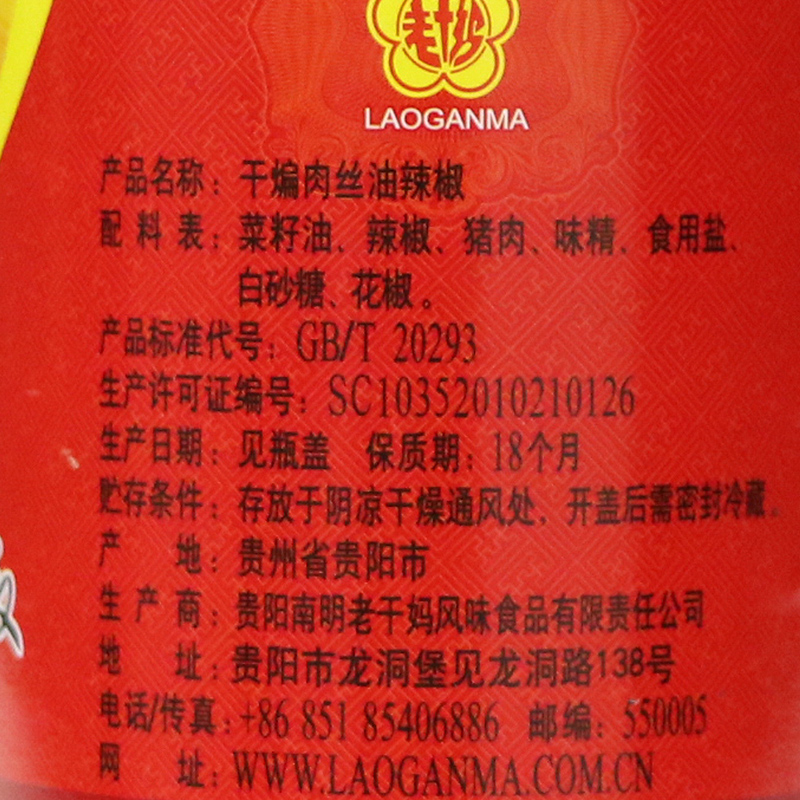 老干妈
LAOGANMA
产品名称：干煸肉丝油辣椒
配料表：菜籽油、辣椒、猪肉、味精、食用盐、
白砂糖、花椒。
产品标准代号：GB/T 20293
生产许可证编号：SC10352010210126
生产日期：见瓶盖 保质期：18个月
贮存条件：存放于阴凉干燥通风处，开盖后需密封冷藏。
产地：贵州省贵阳市
生产商：贵阳南明老干妈风味食品有限责任公司
地址：贵阳市龙洞堡见龙洞路138号
电话/传真：+86 851 85406886 邮编：550005
网址：WWW.LAOGANMA.COM.CN